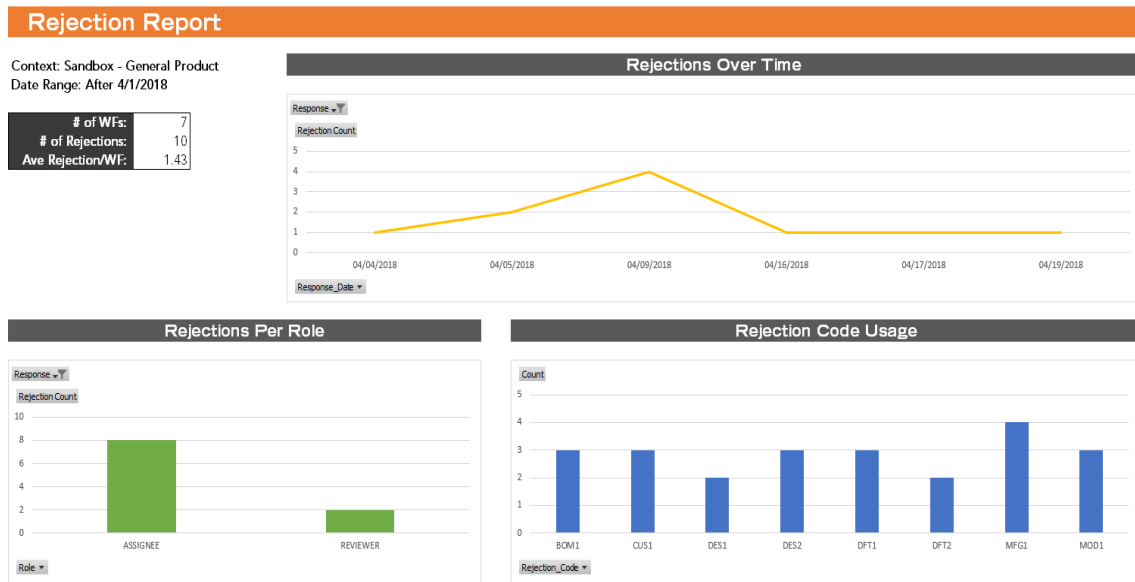 Rejection Report
Context: Sandbox - General Product
Date Range: After 4/1/2018
# of WFs: 7
# of Rejections: 10
Ave Rejection/WF: 1.43
Rejections Over Time
Response
Rejection Count
5
4
3
2
1
0
04/04/2018 04/05/2018 04/09/2018 04/16/2018 04/17/2018 04/19/2018
Response_Date
Rejections Per Role
Response
Rejection Count
10
8
6
4
2
0
ASSIGNEE REVIEWER
Role
Rejection Code Usage
Count
5
4
3
2
1
0
BOM1 CUS1 DES1 DES2 DFT1 DFT2 MFG1 MOD1
Rejection_Code